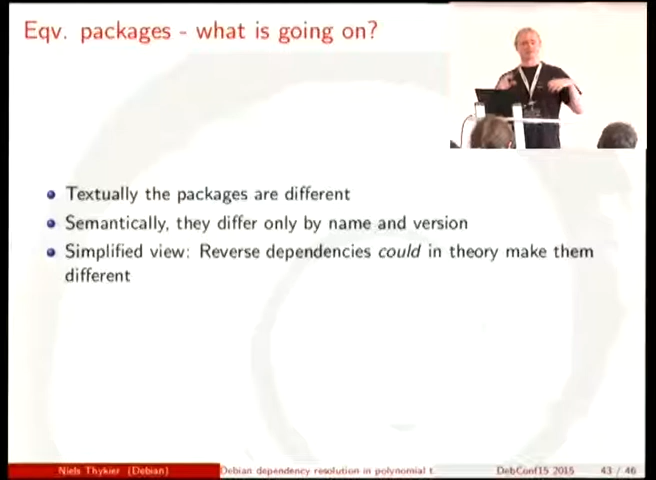 Eqv. packages - what is going on?
Textually the packages are different
Semantically, they differ only by name and version
Simplified view: Reverse dependencies could in theory make them
different
Niels Thykier (Debian)
Debian dependency resolution in polynomial t
DebConf15 2015
43 / 46